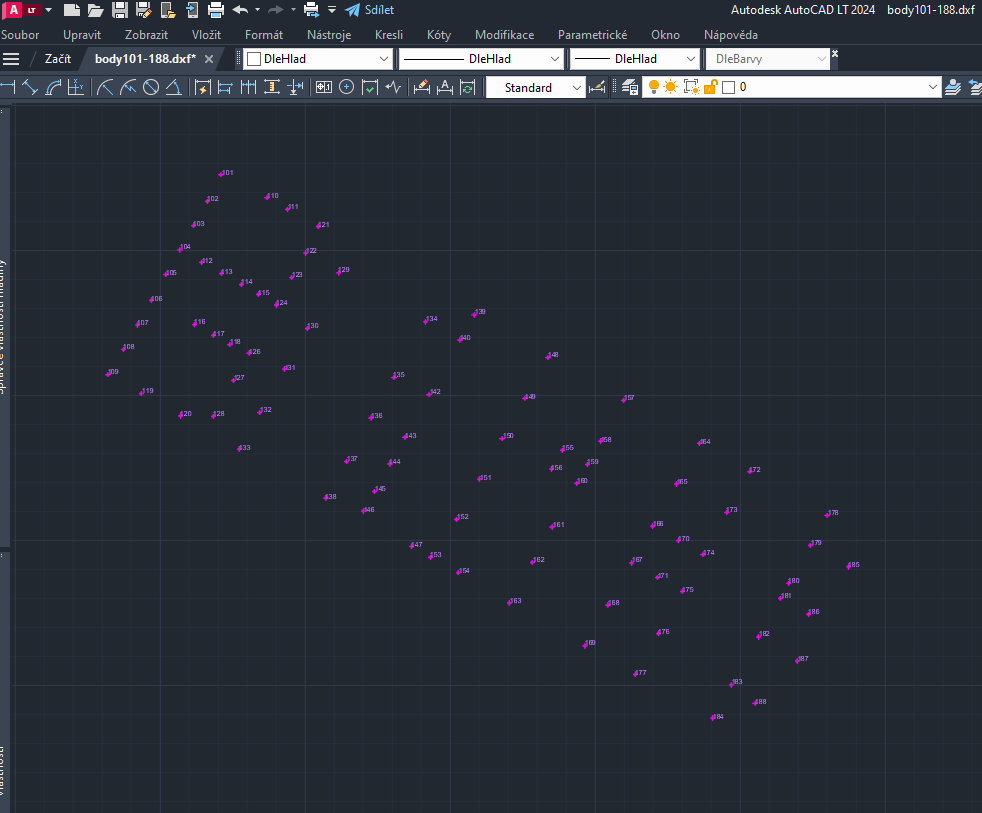 A LT Sdílet Autodesk AutoCAD LT 2024 body101-188.dxf
Soubor Upravit Zobrazit Vložit Formát Nástroje Kresli Kóty Modifikace Parametrické Okno Nápověda
Začít body101-188.dxf* DleHlad DleHlad DleHlad DleBarvy
Standard 0
101
102 110
111
103 121
104 122
112
105 113 123 129
114
115
106 124
139
107 116 130 134
117
108 118 140
126 148
109 131
127 135
119 142
149 157
120 128 132 136
133 143 150 158 164
155
137 144 156 159 172
151 160 165
138 145
146 152 173 178
161 166
147 170 179
153 174
154 162 167 185
171 180
175 181
163 168 186
176 182
169 187
177 183
188
184
Správce vlastností hladiny
Vlastnosti